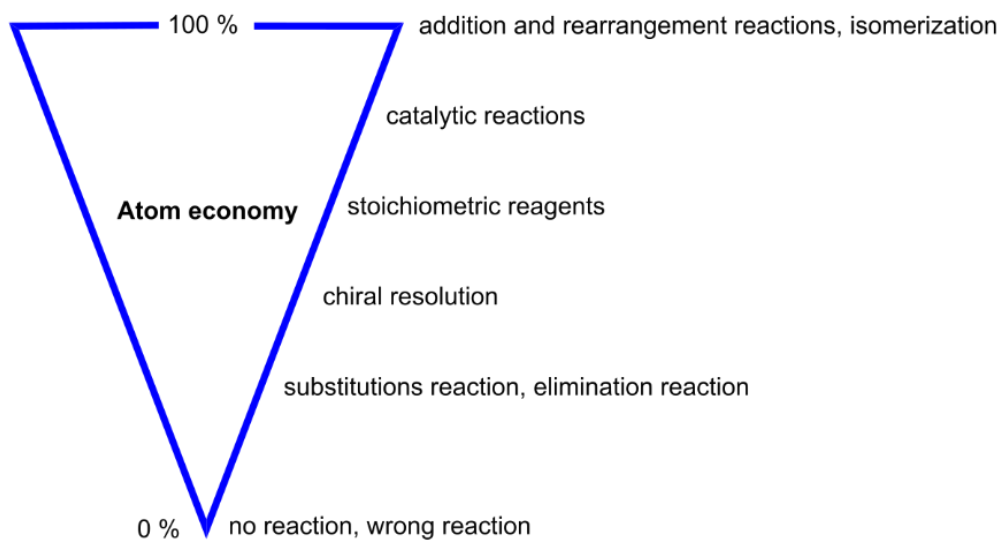 100 %
addition and rearrangement reactions, isomerization
catalytic reactions
Atom economy
stoichiometric reagents
chiral resolution
substitutions reaction, elimination reaction
0 %
no reaction, wrong reaction